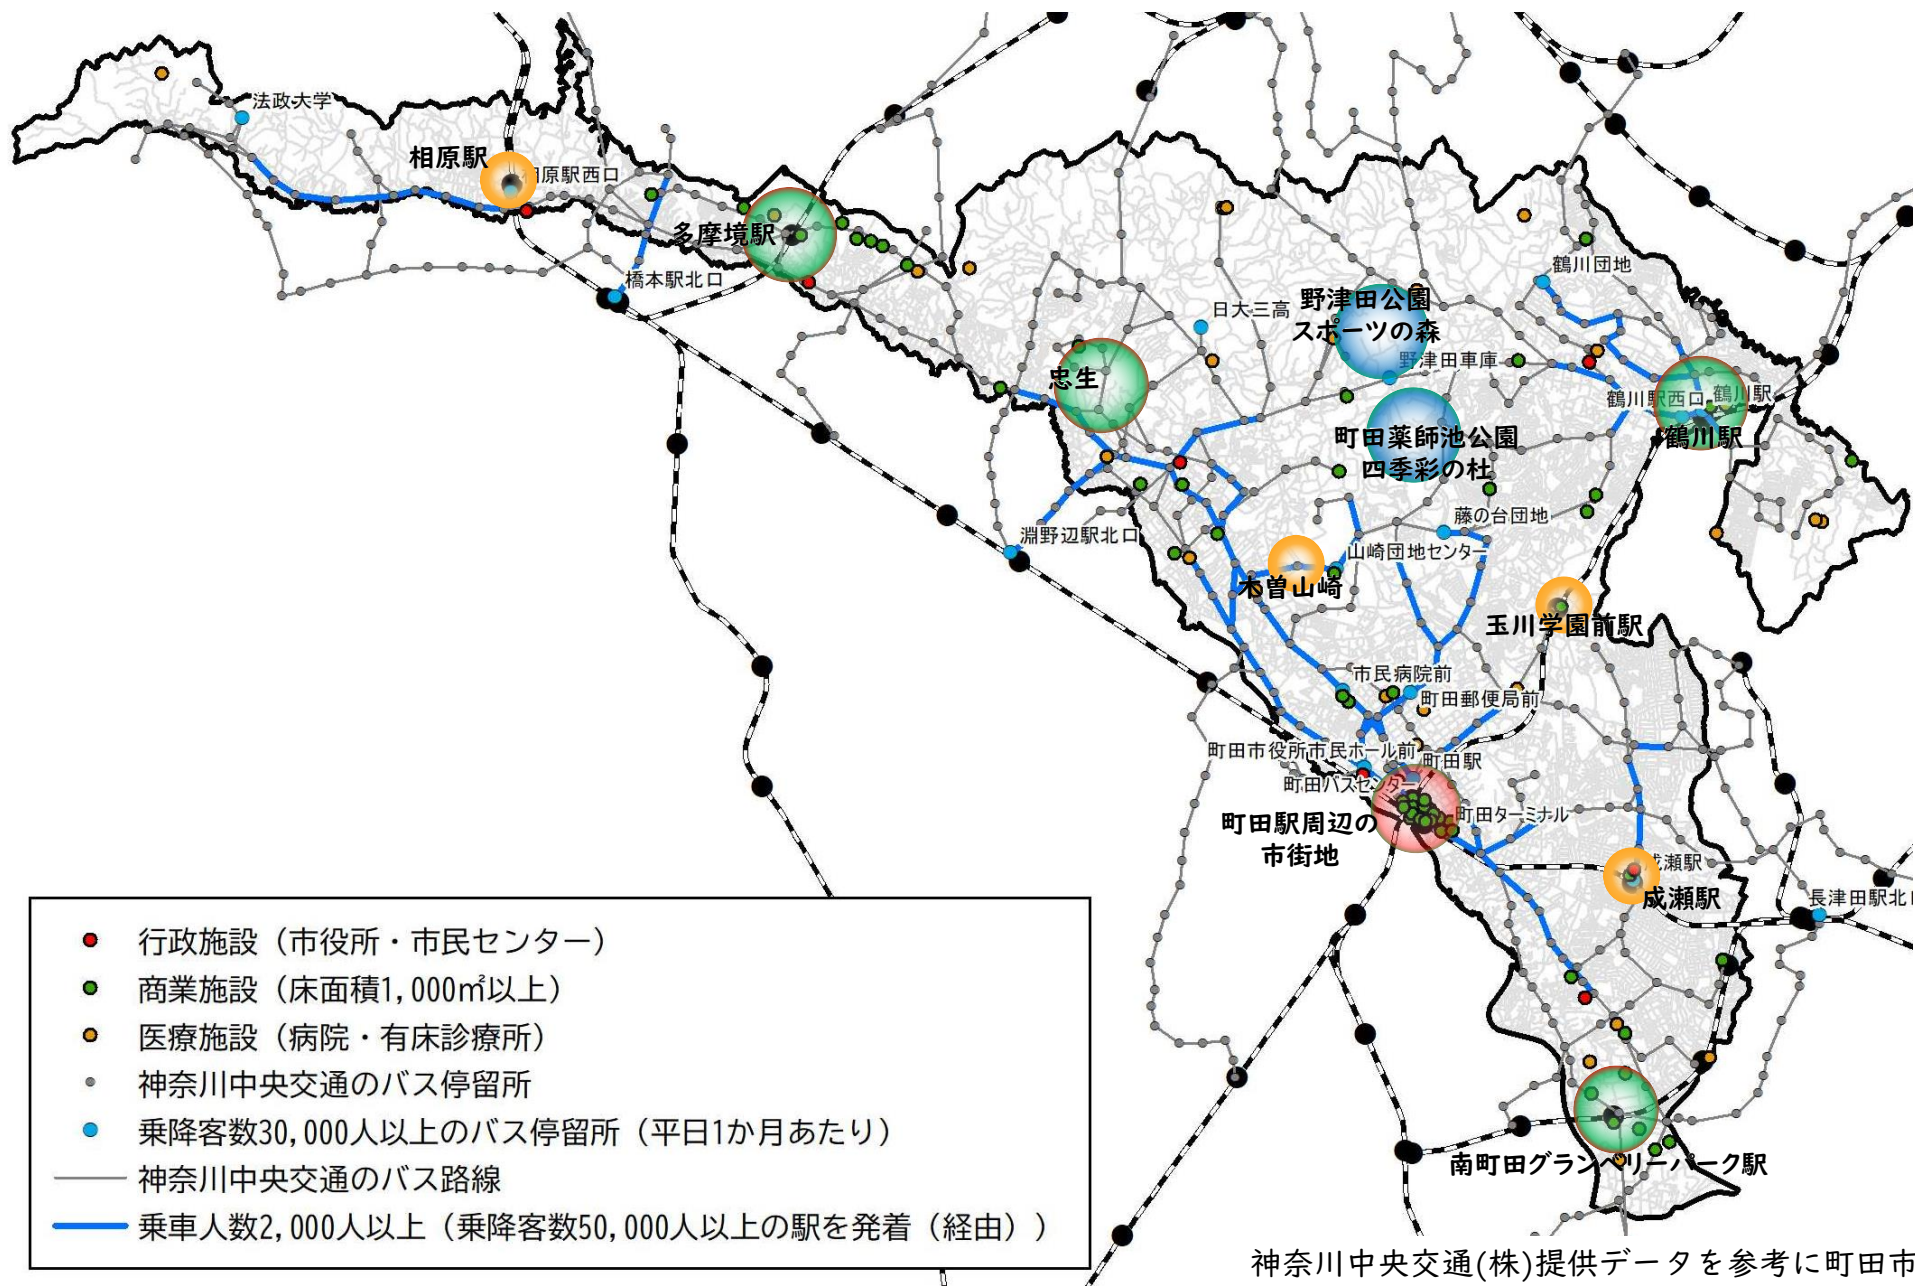 法政大学
相原駅
相原駅西口
多摩境駅
橋本駅北口
鶴川団地
日大三高
野津田公園
スポーツの森
野津田車庫
忠生
鶴川駅西口
鶴川駅
鶴川駅
町田薬師池公園
四季彩の杜
藤の台団地
淵野辺駅北口
山崎団地センター
木曽山崎
玉川学園前駅
市民病院前
町田郵便局前
町田市役所市民ホール前
町田駅
町田バスセンター
町田ターミナル
町田駅周辺の
市街地
成瀬駅
成瀬駅
長津田駅北口
南町田グランベリーパーク駅
行政施設（市役所・市民センター）
商業施設（床面積1,000㎡以上）
医療施設（病院・有床診療所）
神奈川中央交通のバス停留所
乗降客数30,000人以上のバス停留所（平日1か月あたり）
神奈川中央交通のバス路線
乗車人数2,000人以上（乗降客数50,000人以上の駅を発着（経由））
神奈川中央交通(株)提供データを参考に町田市